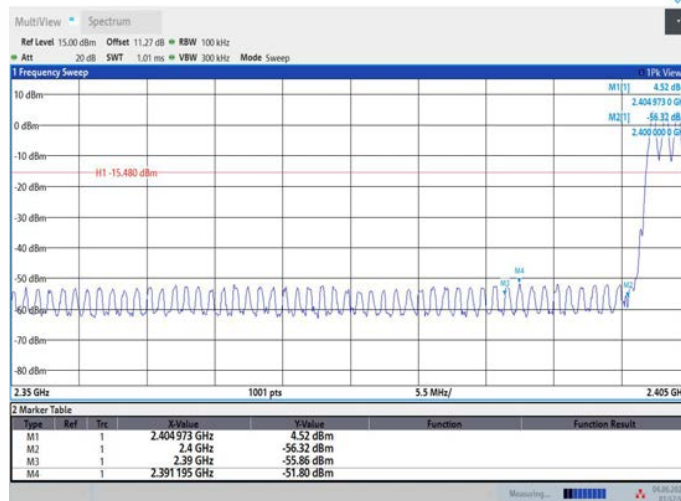 MultiView Spectrum
Ref Level 15.00 dBm Offset 11.27 dB RBW 100 kHz
Att 20 dB SWT 1.01 ms VBW 300 kHz Mode Sweep
1 Frequency Sweep 1Pk View
M1[1] 4.52 dB
10 dBm 2.404 973 0 GH
M2[1] -56.32 dB
0 dBm 2.400 000 0 GH
-10 dBm
H1 -15.480 dBm
-20 dBm
-30 dBm
-40 dBm
M4
-50 dBm
M3 M2
-60 dBm
-70 dBm
-80 dBm
2.35 GHz 1001 pts 5.5 MHz/ 2.405 GH
2 Marker Table
Type Ref Trc X-Value Y-Value Function Function Result
M1 1 2.404 973 GHz 4.52 dBm
M2 1 2.4 GHz -56.32 dBm
M3 1 2.39 GHz -55.86 dBm
M4 1 2.391 195 GHz -51.80 dBm
Measuring...